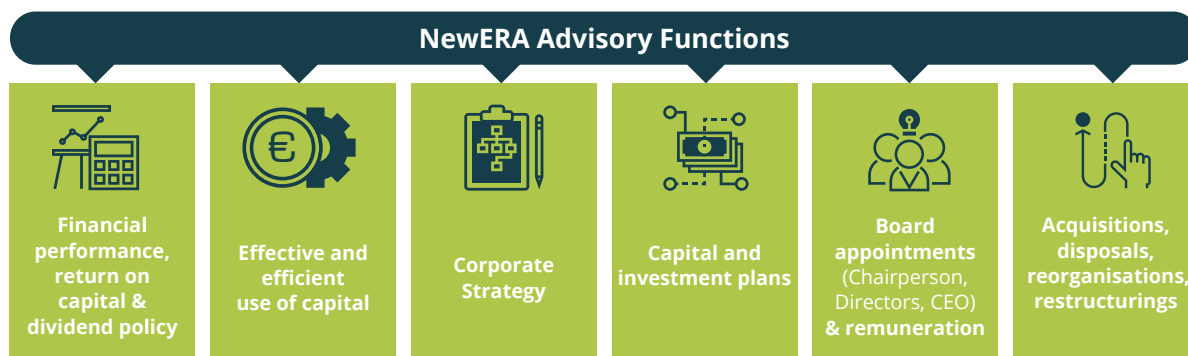 NewERA Advisory Functions
Financial
performance,
return on
capital &
dividend policy
Effective and
efficient
use of capital
Corporate
Strategy
Capital and
investment plans
Board
appointments
(Chairperson,
Directors, CEO)
& remuneration
Acquisitions,
disposals,
reorganisations,
restructurings